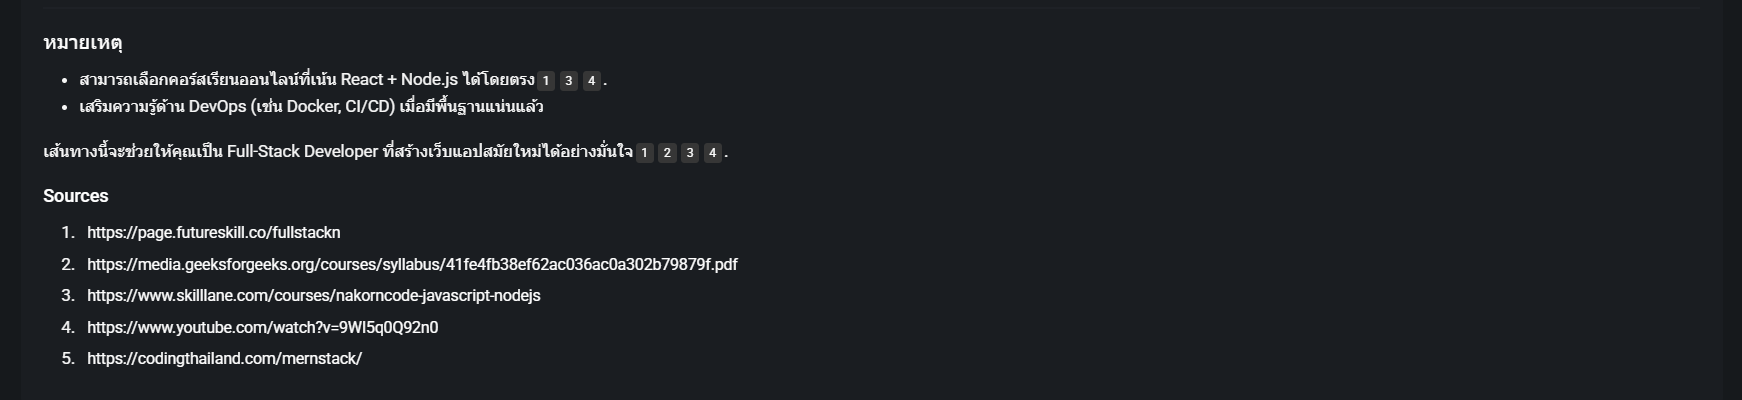 หมายเหตุ
• สามารถเลือกคอร์สเรียนออนไลน์ที่เน้น React + Node.js ได้โดยตรง 1 3 4 .
• เสริมความรู้ด้าน DevOps (เช่น Docker, CI/CD) เมื่อมีพื้นฐานแน่นแล้ว
เส้นทางนี้จะช่วยให้คุณเป็น Full-Stack Developer ที่สร้างเว็บแอปสมัยใหม่ได้อย่างมั่นใจ 1 2 3 4 .
Sources
1. https://page.futureskill.co/fullstackn
2. https://media.geeksforgeeks.org/courses/syllabus/41fe4fb38ef62ac036ac0a302b79879f.pdf
3. https://www.skilllane.com/courses/nakorncode-javascript-nodejs
4. https://www.youtube.com/watch?v=9WI5q0Q92n0
5. https://codingthailand.com/mernstack/